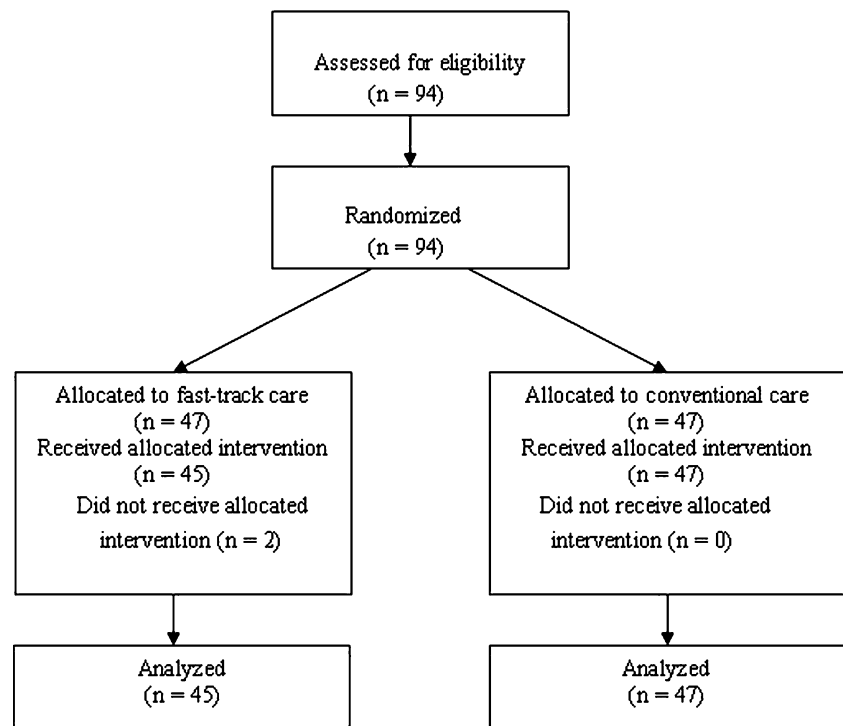 Assessed for eligibility
(n = 94)
Randomized
(n = 94)
Allocated to fast-track care
(n = 47)
Received allocated intervention
(n = 45)
Did not receive allocated
intervention (n = 2)
Allocated to conventional care
(n = 47)
Received allocated intervention
(n = 47)
Did not receive allocated
intervention (n = 0)
Analyzed
(n = 45)
Analyzed
(n = 47)